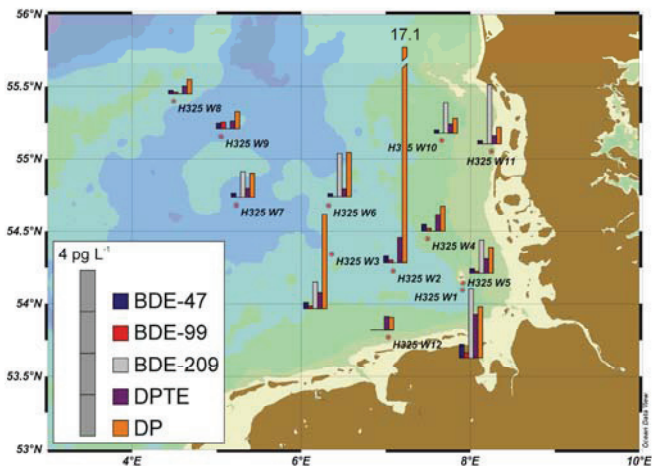 56°N
17.1
55.5°N
H325 W8
H325 W9
H325 W10
H325 W11
55°N
H325 W7
H325 W6
54.5°N
H325 W4
H325 W3
H325 W2
H325 W5
H325 W1
54°N
H325 W12
53.5°N
53°N
4 pg L⁻¹
BDE-47
BDE-99
BDE-209
DPTE
DP
4°E
6°E
8°E
10°E
Ocean Data View